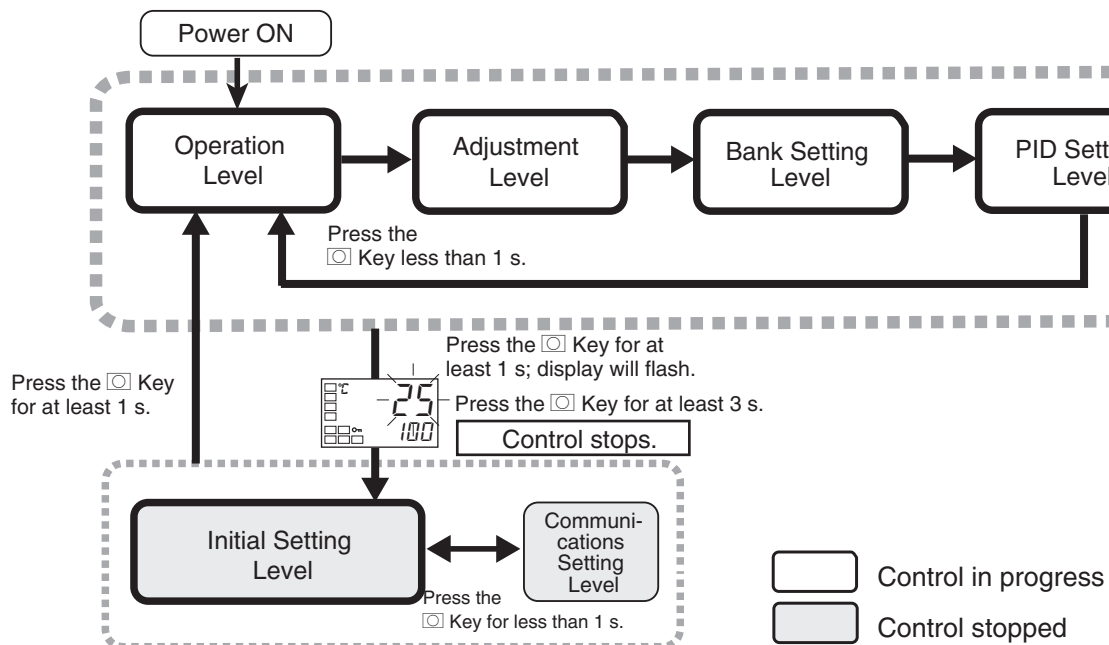 Power ON
Operation
Level
Adjustment
Level
Bank Setting
Level
PID
Press the
Key less than 1 s.
Press the Key
for at least 1 s.
Press the Key for at
least 1 s; display will flash.
°C
25
Press the Key for at least 3 s.
100
Control stops.
Initial Setting
Level
Communi-
cations
Setting
Level
Press the
Key for less than 1 s.
Control in progress
Control stopped